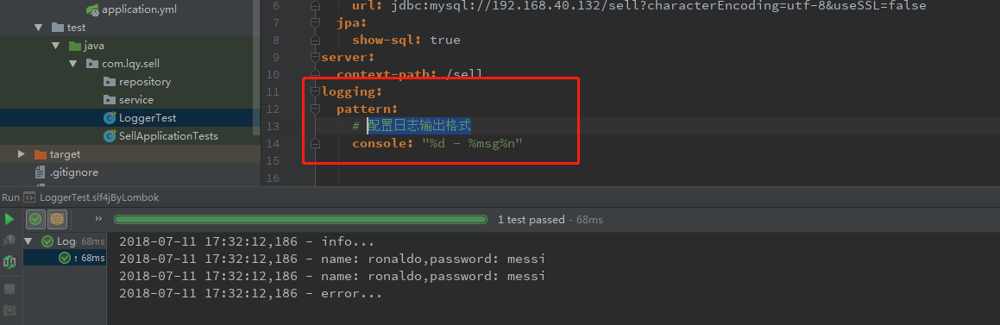 application.yml
test
java
com.lqy.sell
repository
service
LoggerTest
SellApplicationTests
target
.gitignore
6 url: jdbc:mysql://192.168.40.132/sell?characterEncoding=utf-8&useSSL=false
7 jpa:
8 show-sql: true
9 server:
10 context-path: /sell
11 logging:
12 pattern:
13 # 配置日志输出格式
14 console: "%d - %msg%n"
15
16
Run LoggerTest.slf4jByLombok
»
1 test passed - 68ms
Log 68ms
s 68ms
2018-07-11 17:32:12,186 - info...
2018-07-11 17:32:12,186 - name: ronaldo,password: messi
2018-07-11 17:32:12,186 - name: ronaldo,password: messi
2018-07-11 17:32:12,186 - error...